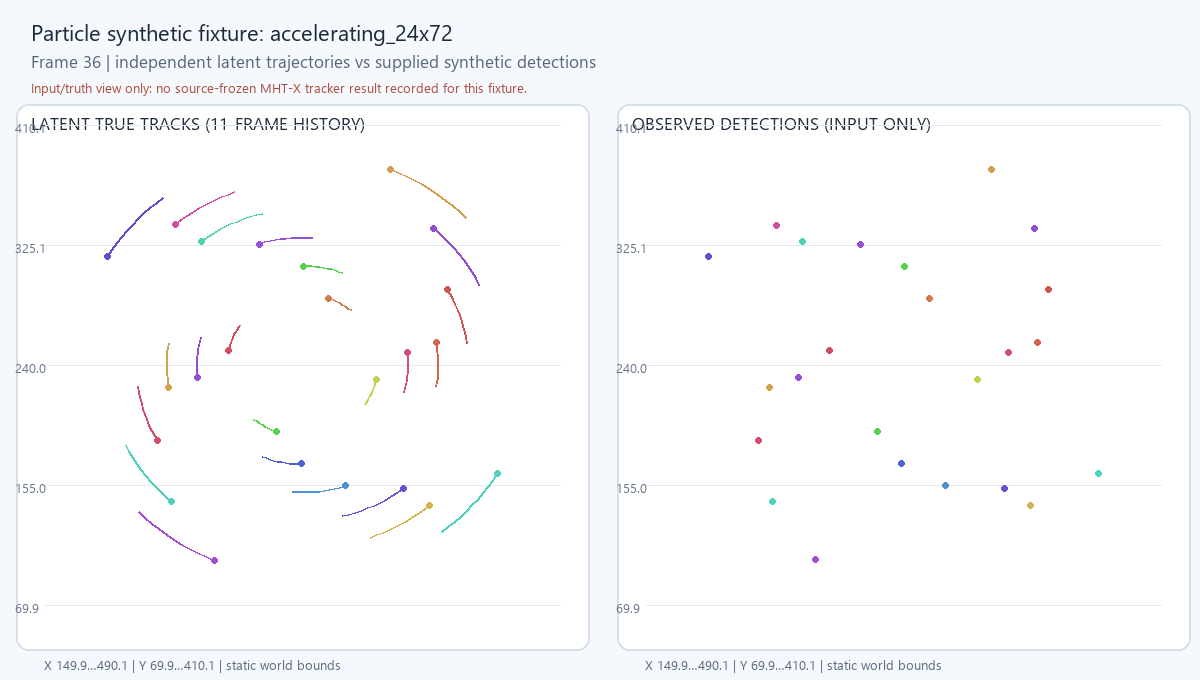 Particle synthetic fixture: accelerating_24x72
Frame 36 | independent latent trajectories vs supplied synthetic detections
Input/truth view only: no source-frozen MHT-X tracker result recorded for this fixture.
LATENT TRUE TRACKS (11-FRAME HISTORY)
410.1
325.1
240.0
155.0
69.9
X 149.9...490.1 | Y 69.9...410.1 | static world bounds
OBSERVED DETECTIONS (INPUT ONLY)
410.1
325.1
240.0
155.0
69.9
X 149.9...490.1 | Y 69.9...410.1 | static world bounds